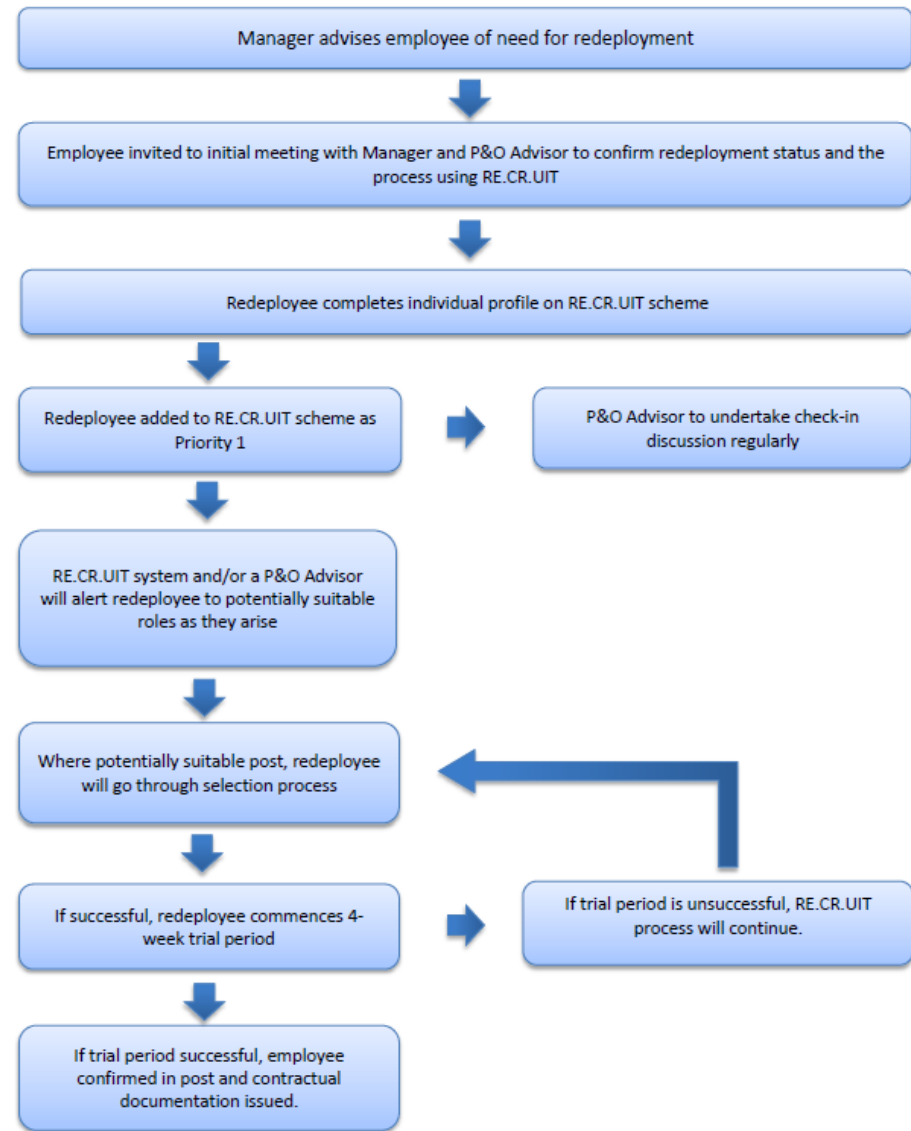 Manager advises employee of need for redeployment
Employee invited to initial meeting with Manager and P&O Advisor to confirm redeployment status and the
process using RE.CR.UIT
Redeployee completes individual profile on RE.CR.UIT scheme
Redeployee added to RE.CR.UIT scheme as
Priority 1
P&O Advisor to undertake check-in
discussion regularly
RE.CR.UIT system and/or a P&O Advisor
will alert redeployee to potentially suitable
roles as they arise
Where potentially suitable post, redeployee
will go through selection process
If successful, redeployee commences 4-
week trial period
If trial period is unsuccessful, RE.CR.UIT
process will continue.
If trial period successful, employee
confirmed in post and contractual
documentation issued.